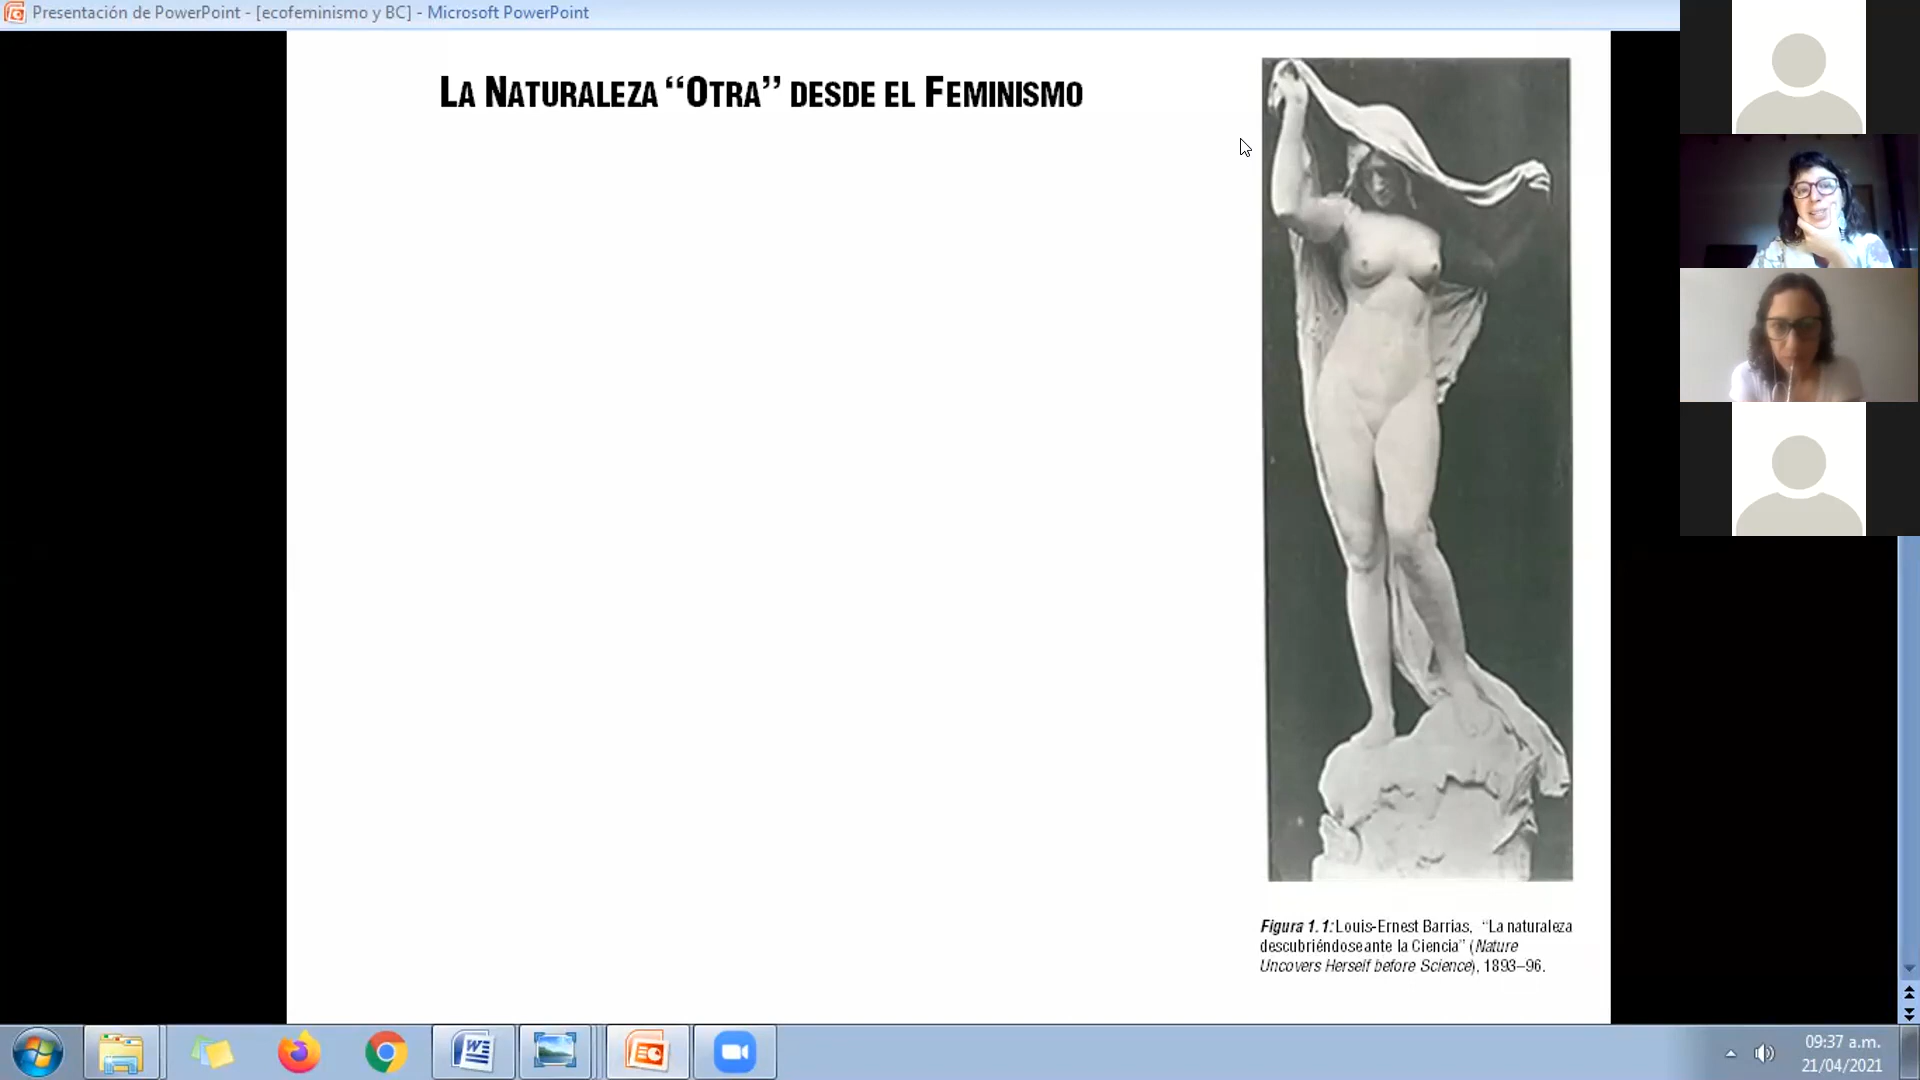 Presentación de PowerPoint - [ecofeminismo y BC] - Microsoft PowerPoint
LA NATURALEZA “OTRA” DESDE EL FEMINISMO
Figura 1.1: Louis-Ernest Barrias, “La naturaleza
descubriéndose ante la Ciencia” (Nature
Uncovers Herself before Science), 1893–96.
09:37 a.m.
21/04/2021